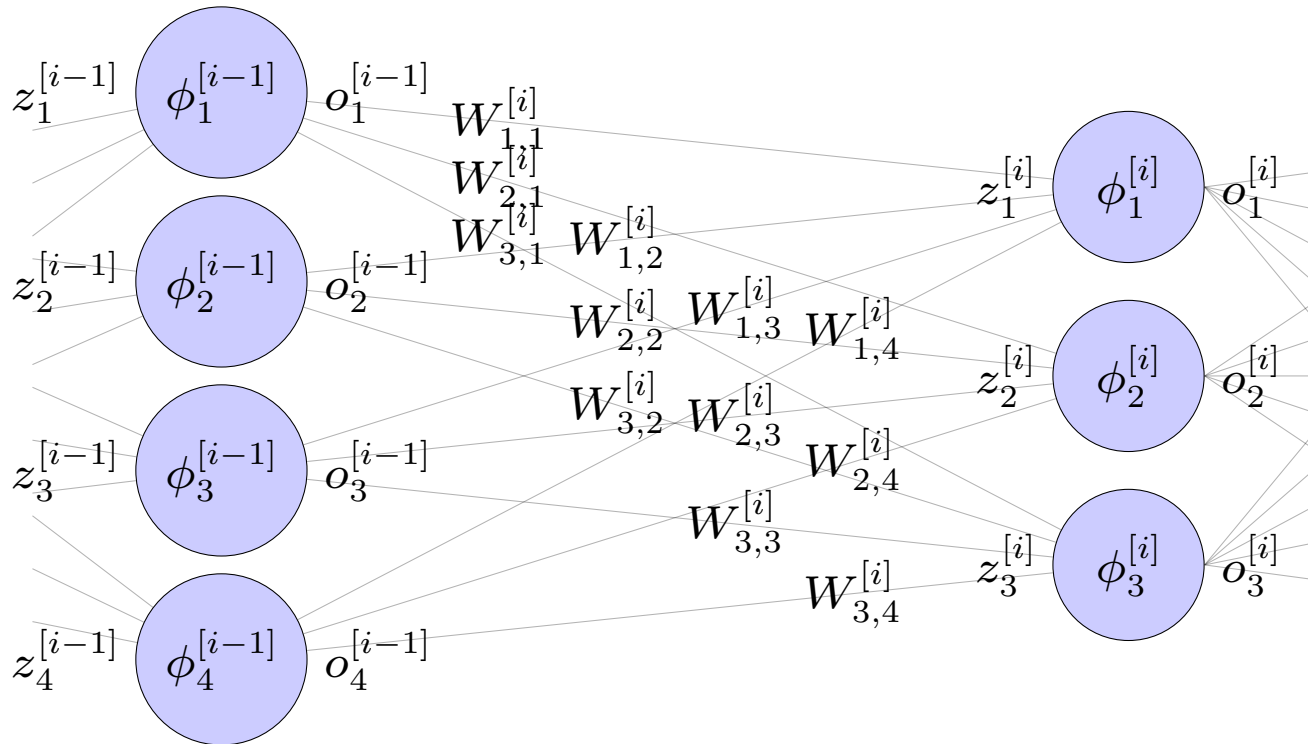 z_1^{[i-1]} ϕ_1^{[i-1]} o_1^{[i-1]}
z_2^{[i-1]} ϕ_2^{[i-1]} o_2^{[i-1]}
z_3^{[i-1]} ϕ_3^{[i-1]} o_3^{[i-1]}
z_4^{[i-1]} ϕ_4^{[i-1]} o_4^{[i-1]}
W_{1,1}^{[i]}
W_{2,1}^{[i]}
W_{3,1}^{[i]}
W_{1,2}^{[i]}
W_{2,2}^{[i]}
W_{3,2}^{[i]}
W_{1,3}^{[i]}
W_{2,3}^{[i]}
W_{3,3}^{[i]}
W_{1,4}^{[i]}
W_{2,4}^{[i]}
W_{3,4}^{[i]}
z_1^{[i]} ϕ_1^{[i]} o_1^{[i]}
z_2^{[i]} ϕ_2^{[i]} o_2^{[i]}
z_3^{[i]} ϕ_3^{[i]} o_3^{[i]}